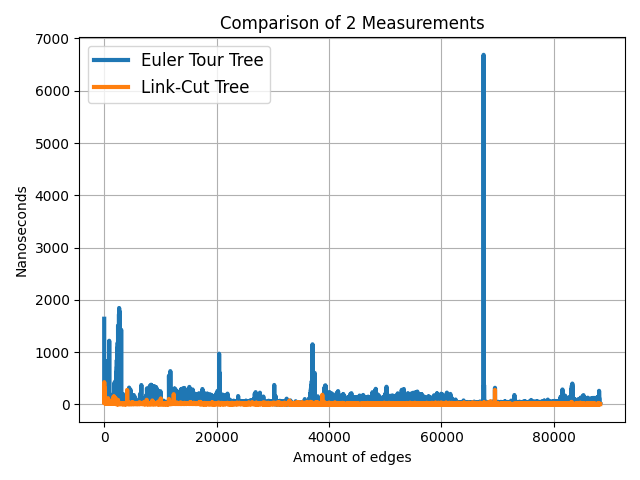 Comparison of 2 Measurements
Euler Tour Tree
Link-Cut Tree
Nanoseconds
7000
6000
5000
4000
3000
2000
1000
0
0 20000 40000 60000 80000
Amount of edges